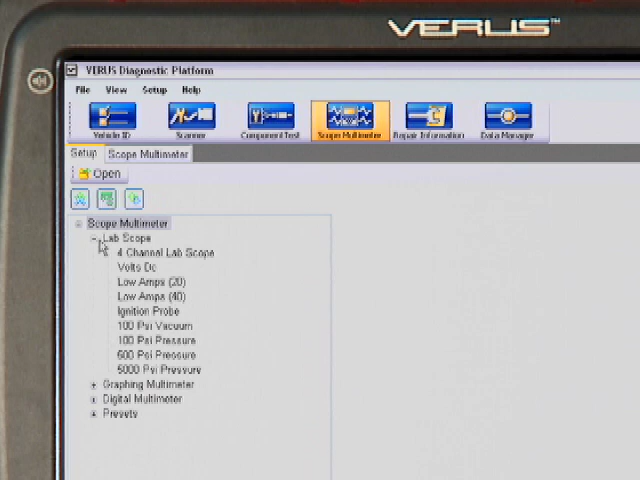 VERUS™
VERUS Diagnostic Platform
File View Setup Help
Vehicle ID Scanner Component Test Scope Multimeter Repair Information Data Manager
Setup Scope Multimeter
Open
Scope Multimeter
Lab Scope
4 Channel Lab Scope
Volts Dc
Low Amps (20)
Low Amps (40)
Ignition Probe
100 Psi Vacuum
100 Psi Pressure
500 Psi Pressure
5000 Psi Pressure
Graphing Multimeter
Digital Multimeter
Presets